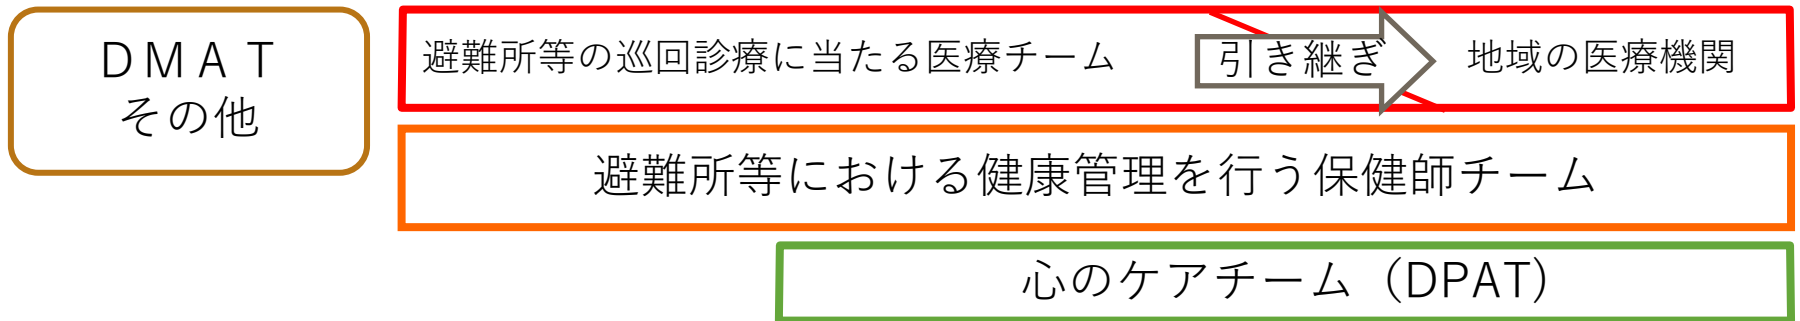 ＤＭＡＴ
その他
避難所等の巡回診療に当たる医療チーム
引き継ぎ
地域の医療機関
避難所等における健康管理を行う保健師チーム
心のケアチーム（DPAT）